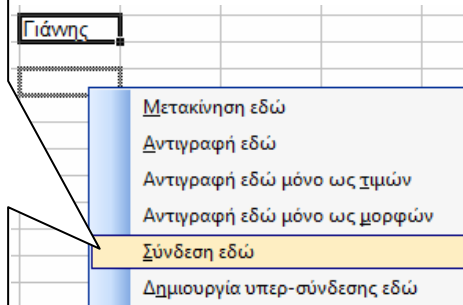 Γιάννης
Μετακίνηση εδώ
Αντιγραφή εδώ
Αντιγραφή εδώ μόνο ως τιμών
Αντιγραφή εδώ μόνο ως μορφών
Σύνδεση εδώ
Δημιουργία υπερ-σύνδεσης εδώ